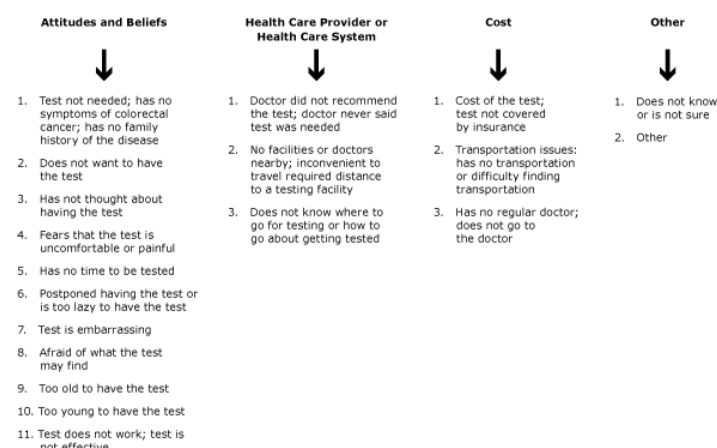 Attitudes and Beliefs
1. Test not needed; has no
symptoms of colorectal
cancer; has no family
history of the disease
2. Does not want to have
the test
3. Has not thought about
having the test
4. Fears that the test is
uncomfortable or painful
5. Has no time to be tested
6. Postponed having the test or
is too lazy to have the test
7. Test is embarrassing
8. Afraid of what the test
may find
9. Too old to have the test
10. Too young to have the test
11. Test does not work; test is
not effective
Health Care Provider or
Health Care System
1. Doctor did not recommend
the test; doctor never said
test was needed
2. No facilities or doctors
nearby; inconvenient to
travel required distance
to a testing facility
3. Does not know where to
go for testing or how to
go about getting tested
Cost
1. Cost of the test;
test not covered
by insurance
2. Transportation issues:
has no transportation
or difficulty finding
transportation
3. Has no regular doctor;
does not go to
the doctor
Other
1. Does not know
or is not sure
2. Other